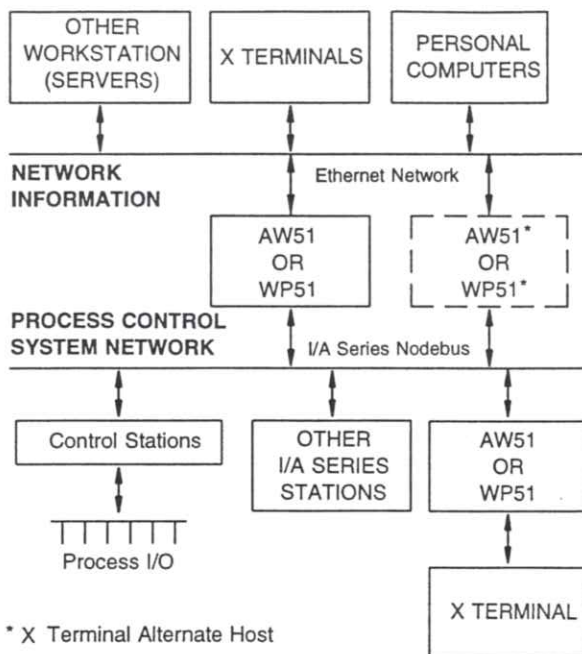 OTHER
WORKSTATION
(SERVERS)
X TERMINALS
PERSONAL
COMPUTERS
NETWORK
INFORMATION
Ethernet Network
AW51
OR
WP51
AW51*
OR
WP51*
PROCESS CONTROL
SYSTEM NETWORK
I/A Series Nodebus
Control Stations
OTHER
I/A SERIES
STATIONS
AW51
OR
WP51
Process I/O
X TERMINAL
* X Terminal Alternate Host